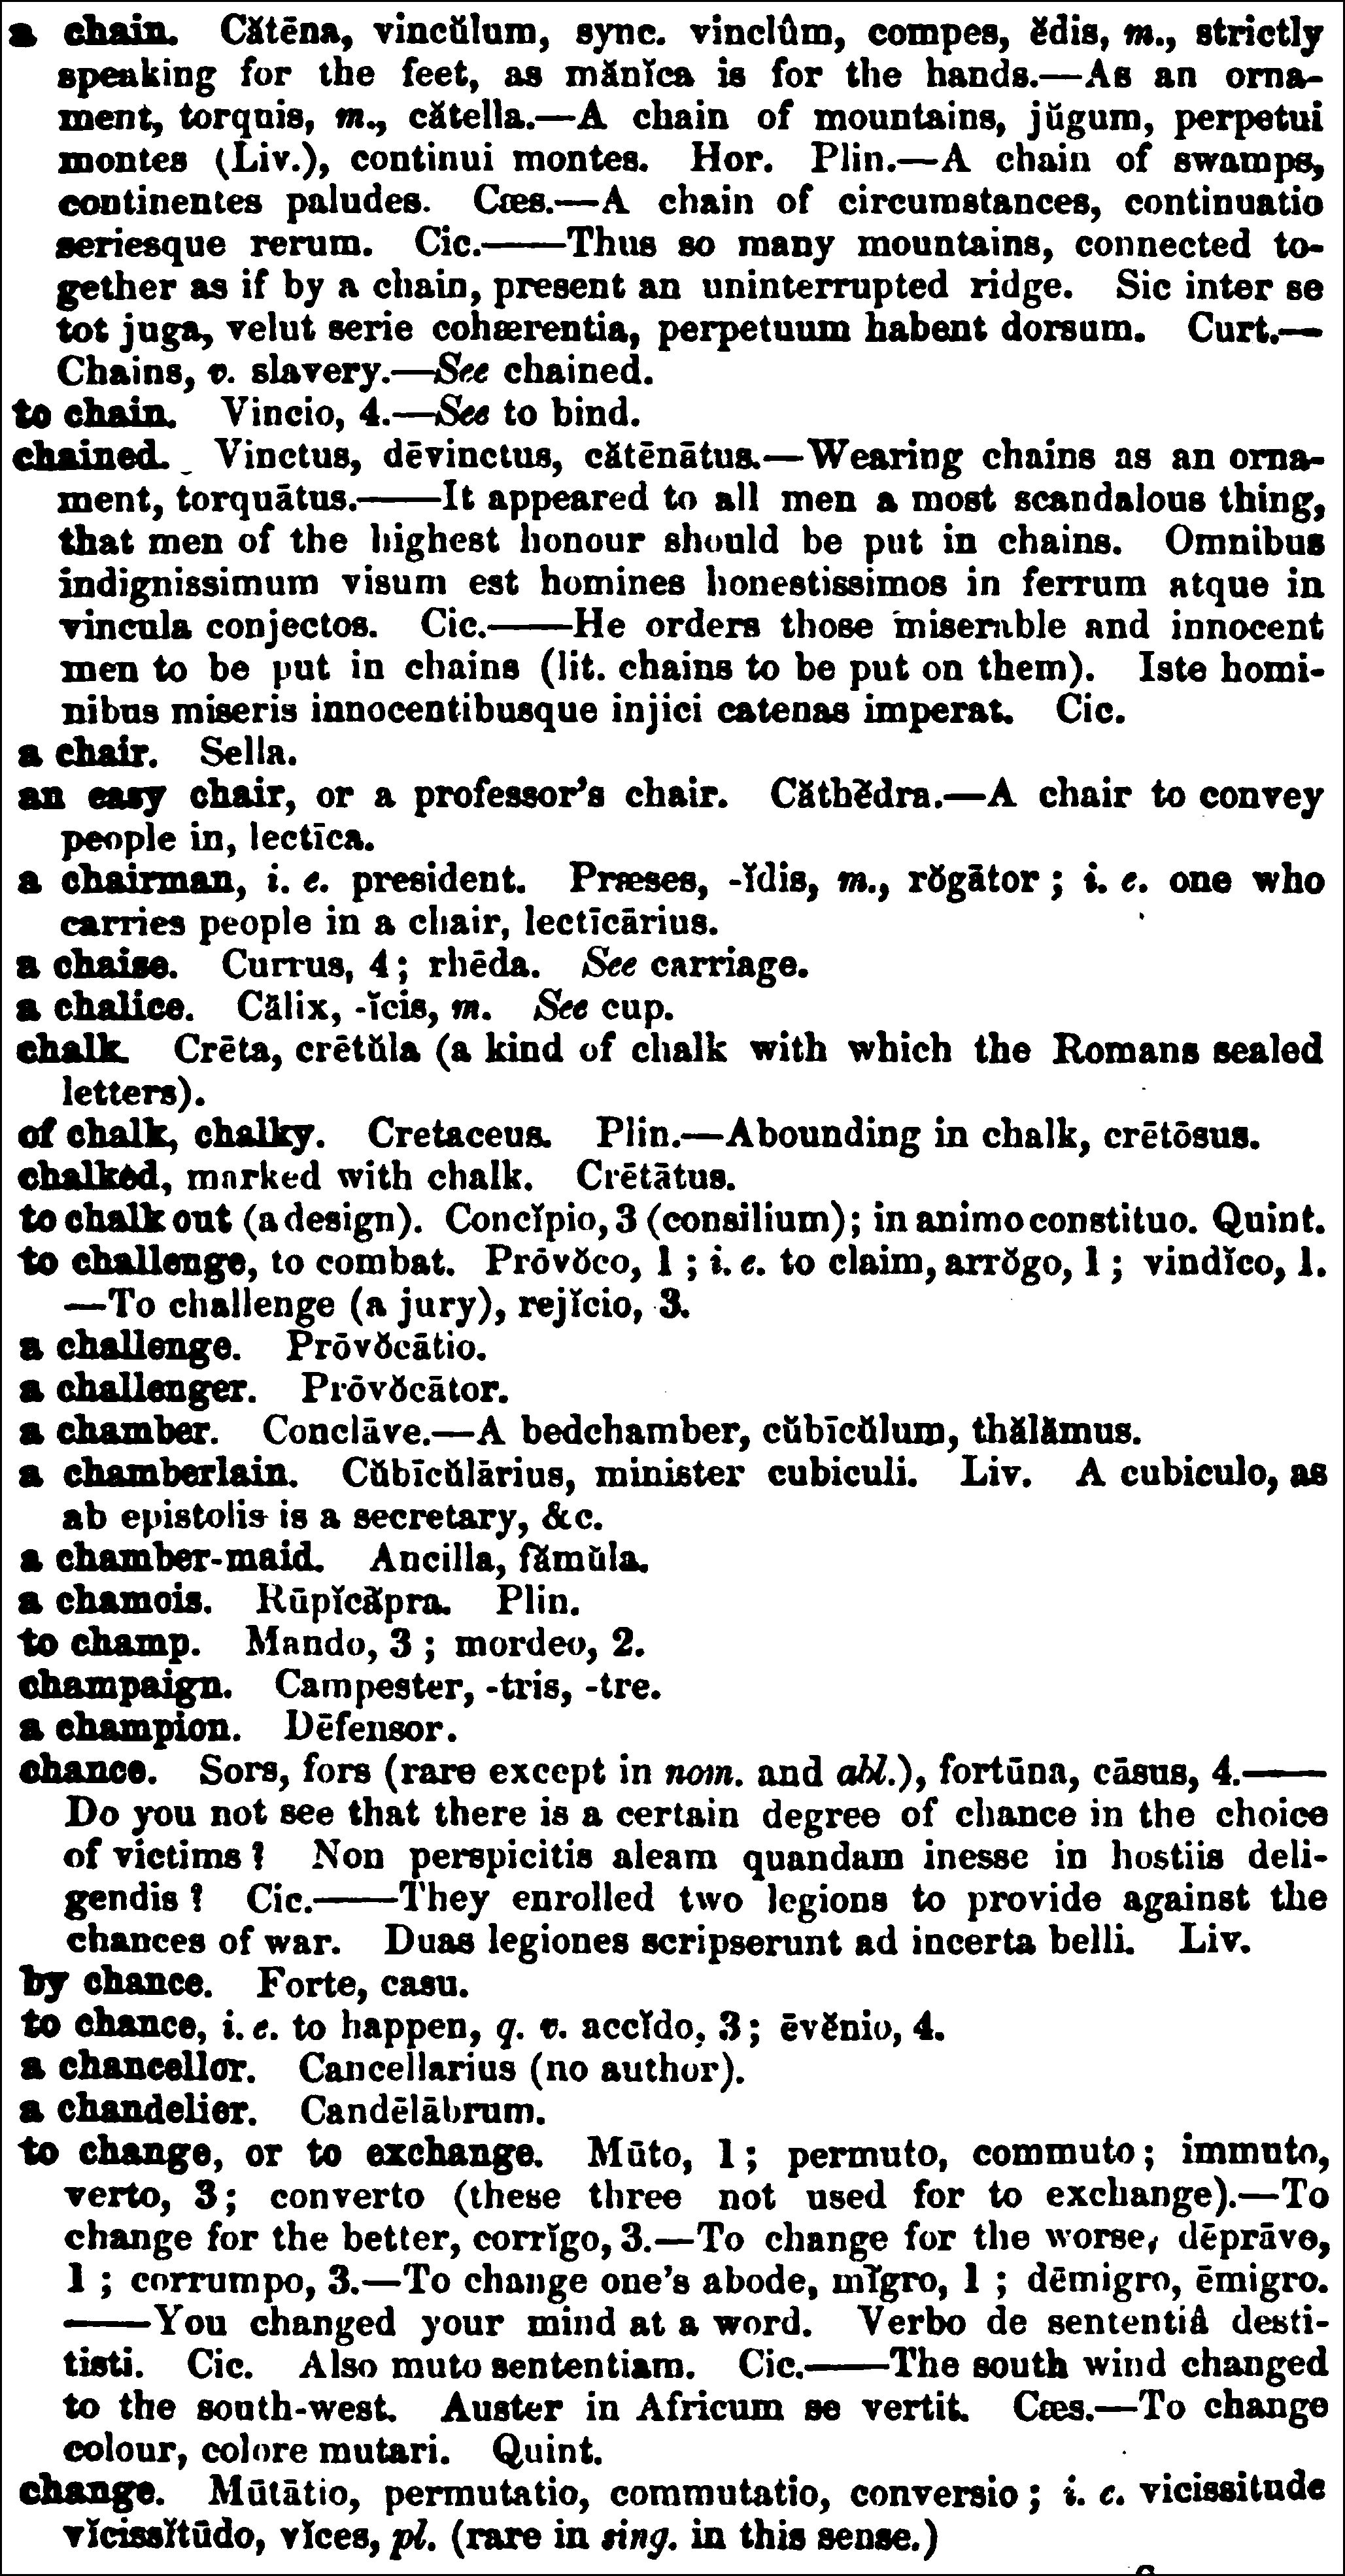 a chain. Cătēna, vincŭlum, sync. vinclûm, compes, ĕdis, m., strictly
speaking for the feet, as mănĭca is for the hands.—As an orna-
ment, torquis, m., cătella.—A chain of mountains, jŭgum, perpetui
montes (Liv.), continui montes. Hor. Plin.—A chain of swamps,
continentes paludes. Cæs.—A chain of circumstances, continuatio
seriesque rerum. Cic.——Thus so many mountains, connected to-
gether as if by a chain, present an uninterrupted ridge. Sic inter se
tot juga, velut serie cohærentia, perpetuum habent dorsum. Curt.—
Chains, v. slavery.—See chained.
to chain. Vincio, 4.—See to bind.
chained. Vinctus, dēvinctus, cătēnātus.—Wearing chains as an orna-
ment, torquātus.——It appeared to all men a most scandalous thing,
that men of the highest honour should be put in chains. Omnibus
indignissimum visum est homines honestissimos in ferrum atque in
vincula conjectos. Cic.——He orders those miserable and innocent
men to be put in chains (lit. chains to be put on them). Iste homi-
nibus miseris innocentibusque injici catenas imperat. Cic.
a chair. Sella.
an easy chair, or a professor's chair. Căthĕdra.—A chair to convey
people in, lectīca.
a chairman, i. e. president. Præses, -ĭdis, m., rŏgātor; i. e. one who
carries people in a chair, lectīcārius.
a chaise. Currus, 4; rhēda. See carriage.
a chalice. Cālix, -ĭcis, m. See cup.
chalk. Crēta, crētŭla (a kind of chalk with which the Romans sealed
letters).
of chalk, chalky. Cretaceus. Plin.—Abounding in chalk, crētōsus.
chalked, marked with chalk. Crētātus.
to chalk out (a design). Concĭpio, 3 (consilium); in animo constituo. Quint.
to challenge, to combat. Prōvŏco, 1; i. e. to claim, arrŏgo, 1; vindĭco, 1.
—To challenge (a jury), rejĭcio, 3.
a challenge. Prōvŏcātio.
a challenger. Prōvŏcātor.
a chamber. Conclāve.—A bedchamber, cŭbīcŭlum, thălămus.
a chamberlain. Cŭbīcŭlārius, minister cubiculi. Liv. A cubiculo, as
ab epistolis is a secretary, &c.
a chamber-maid. Ancilla, fămŭla.
a chamois. Rūpĭcăpra. Plin.
to champ. Mando, 3; mordeo, 2.
champaign. Campester, -tris, -tre.
a champion. Dēfensor.
chance. Sors, fors (rare except in nom. and abl.), fortūna, cāsus, 4.——
Do you not see that there is a certain degree of chance in the choice
of victims? Non perspicitis aleam quandam inesse in hostiis deli-
gendis? Cic.——They enrolled two legions to provide against the
chances of war. Duas legiones scripserunt ad incerta belli. Liv.
by chance. Forte, casu.
to chance, i. e. to happen, q. v. accĭdo, 3; ēvĕnio, 4.
a chancellor. Cancellarius (no author).
a chandelier. Candēlābrum.
to change, or to exchange. Mūto, 1; permuto, commuto; immuto,
verto, 3; converto (these three not used for to exchange).—To
change for the better, corrĭgo, 3.—To change for the worse, dēprāvo,
1; corrumpo, 3.—To change one's abode, mĭgro, 1; dēmigro, ēmigro.
——You changed your mind at a word. Verbo de sententiâ desti-
tisti. Cic. Also muto sententiam. Cic.——The south wind changed
to the south-west. Auster in Africum se vertit. Cæs.—To change
colour, colore mutari. Quint.
change. Mūtātio, permutatio, commutatio, conversio; i. e. vicissitude
vĭcissĭtūdo, vĭces, pl. (rare in sing. in this sense.)